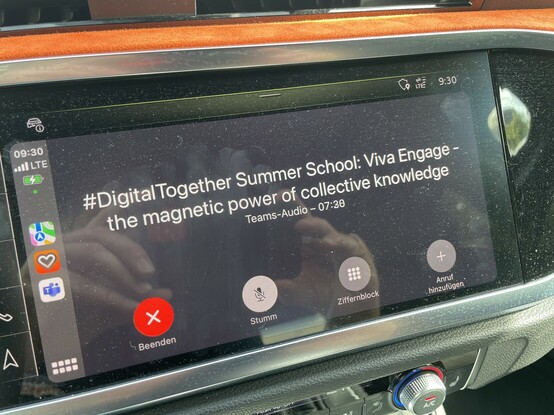 9:30
LTE
09:30
LTE
#DigitalTogether Summer School: Viva Engage -
the magnetic power of collective knowledge
Teams-Audio – 07:38
Beenden
Stumm
Ziffernblock
Anruf
hinzufügen
A/C